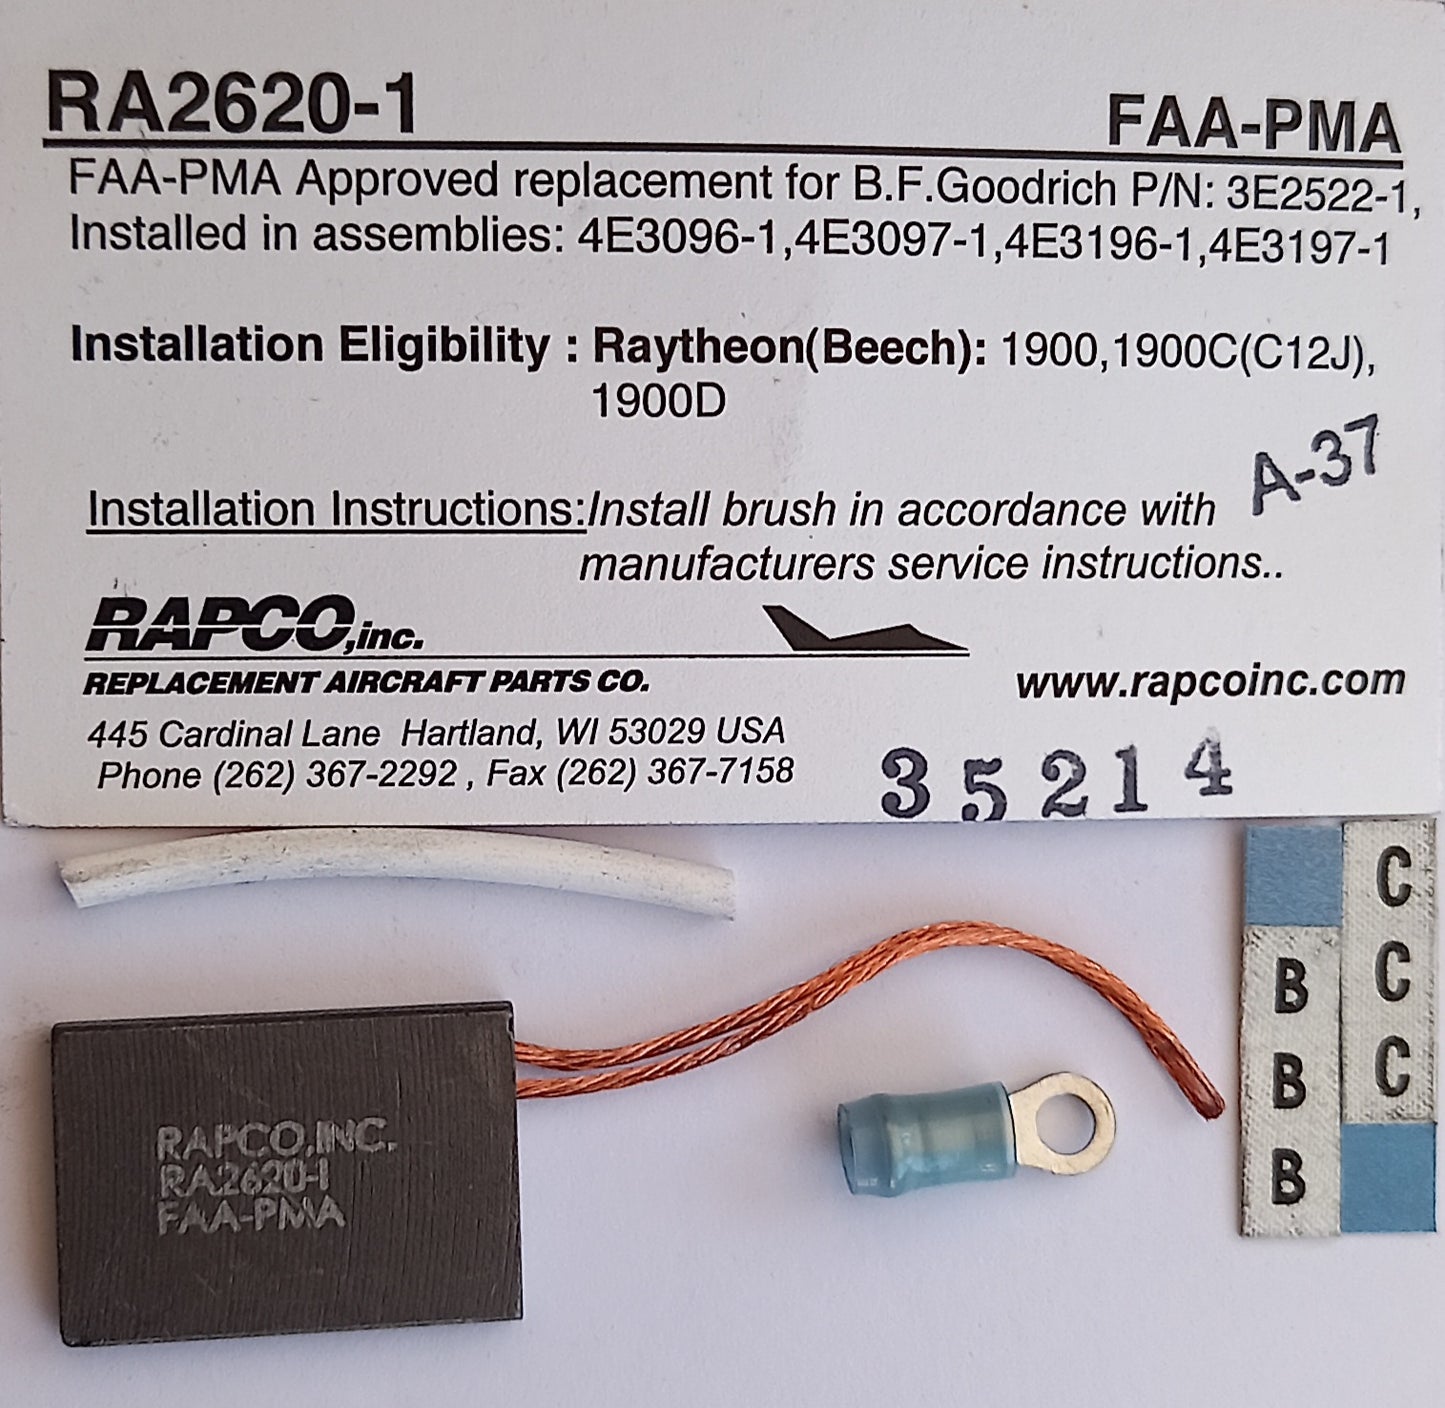 RA2620-1
FAA-PMA
FAA-PMA Approved replacement for B.F.Goodrich P/N: 3E2522-1,
Installed in assemblies: 4E3096-1,4E3097-1,4E3196-1,4E3197-1
Installation Eligibility : Raytheon(Beech): 1900,1900C(C12J),
1900D
A-37
Installation Instructions:Install brush in accordance with
manufacturers service instructions..
RAPCO,inc.
REPLACEMENT AIRCRAFT PARTS CO.
www.rapcoinc.com
445 Cardinal Lane Hartland, WI 53029 USA
Phone (262) 367-2292 , Fax (262) 367-7158
35214
RAPCO,INC.
RA2620-1
FAA-PMA
C
B C
B C
B